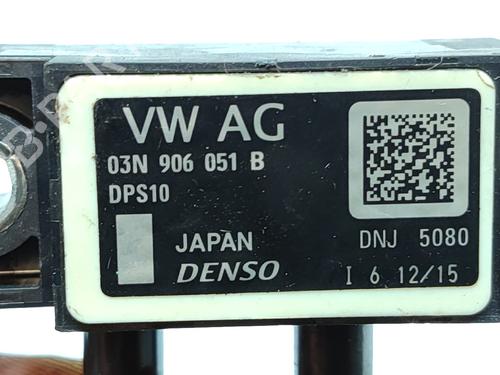 VW AG
03N 906 051 B
DPS10
JAPAN DNJ 5080
DENSO I 6 12/15